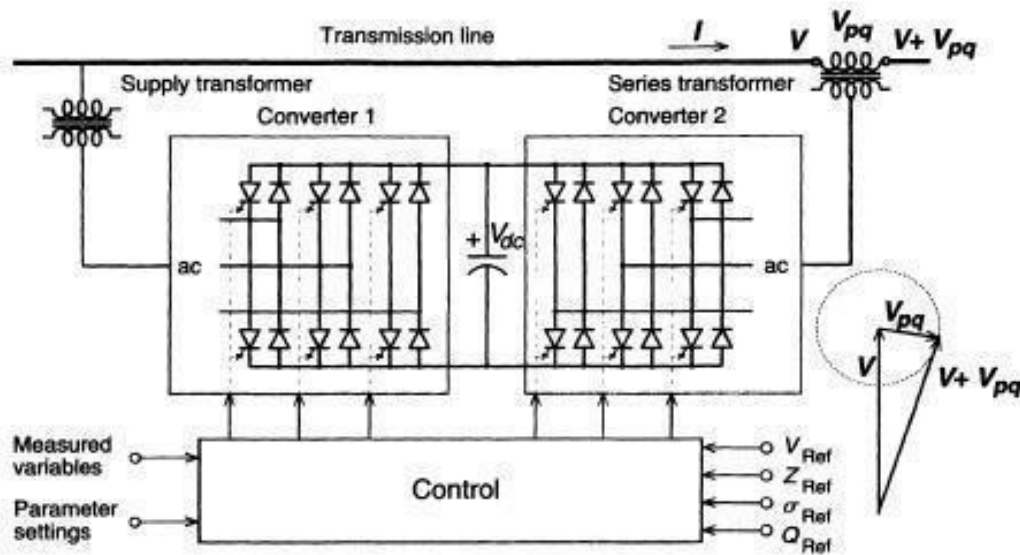 Transmission line
I
V
Vpq
V+ Vpq
Supply transformer
Series transformer
Converter 1
Converter 2
+ Vdc
ac
ac
Vpq
V
V+ Vpq
Measured
variables
Parameter
settings
Control
VRef
ZRef
σRef
QRef